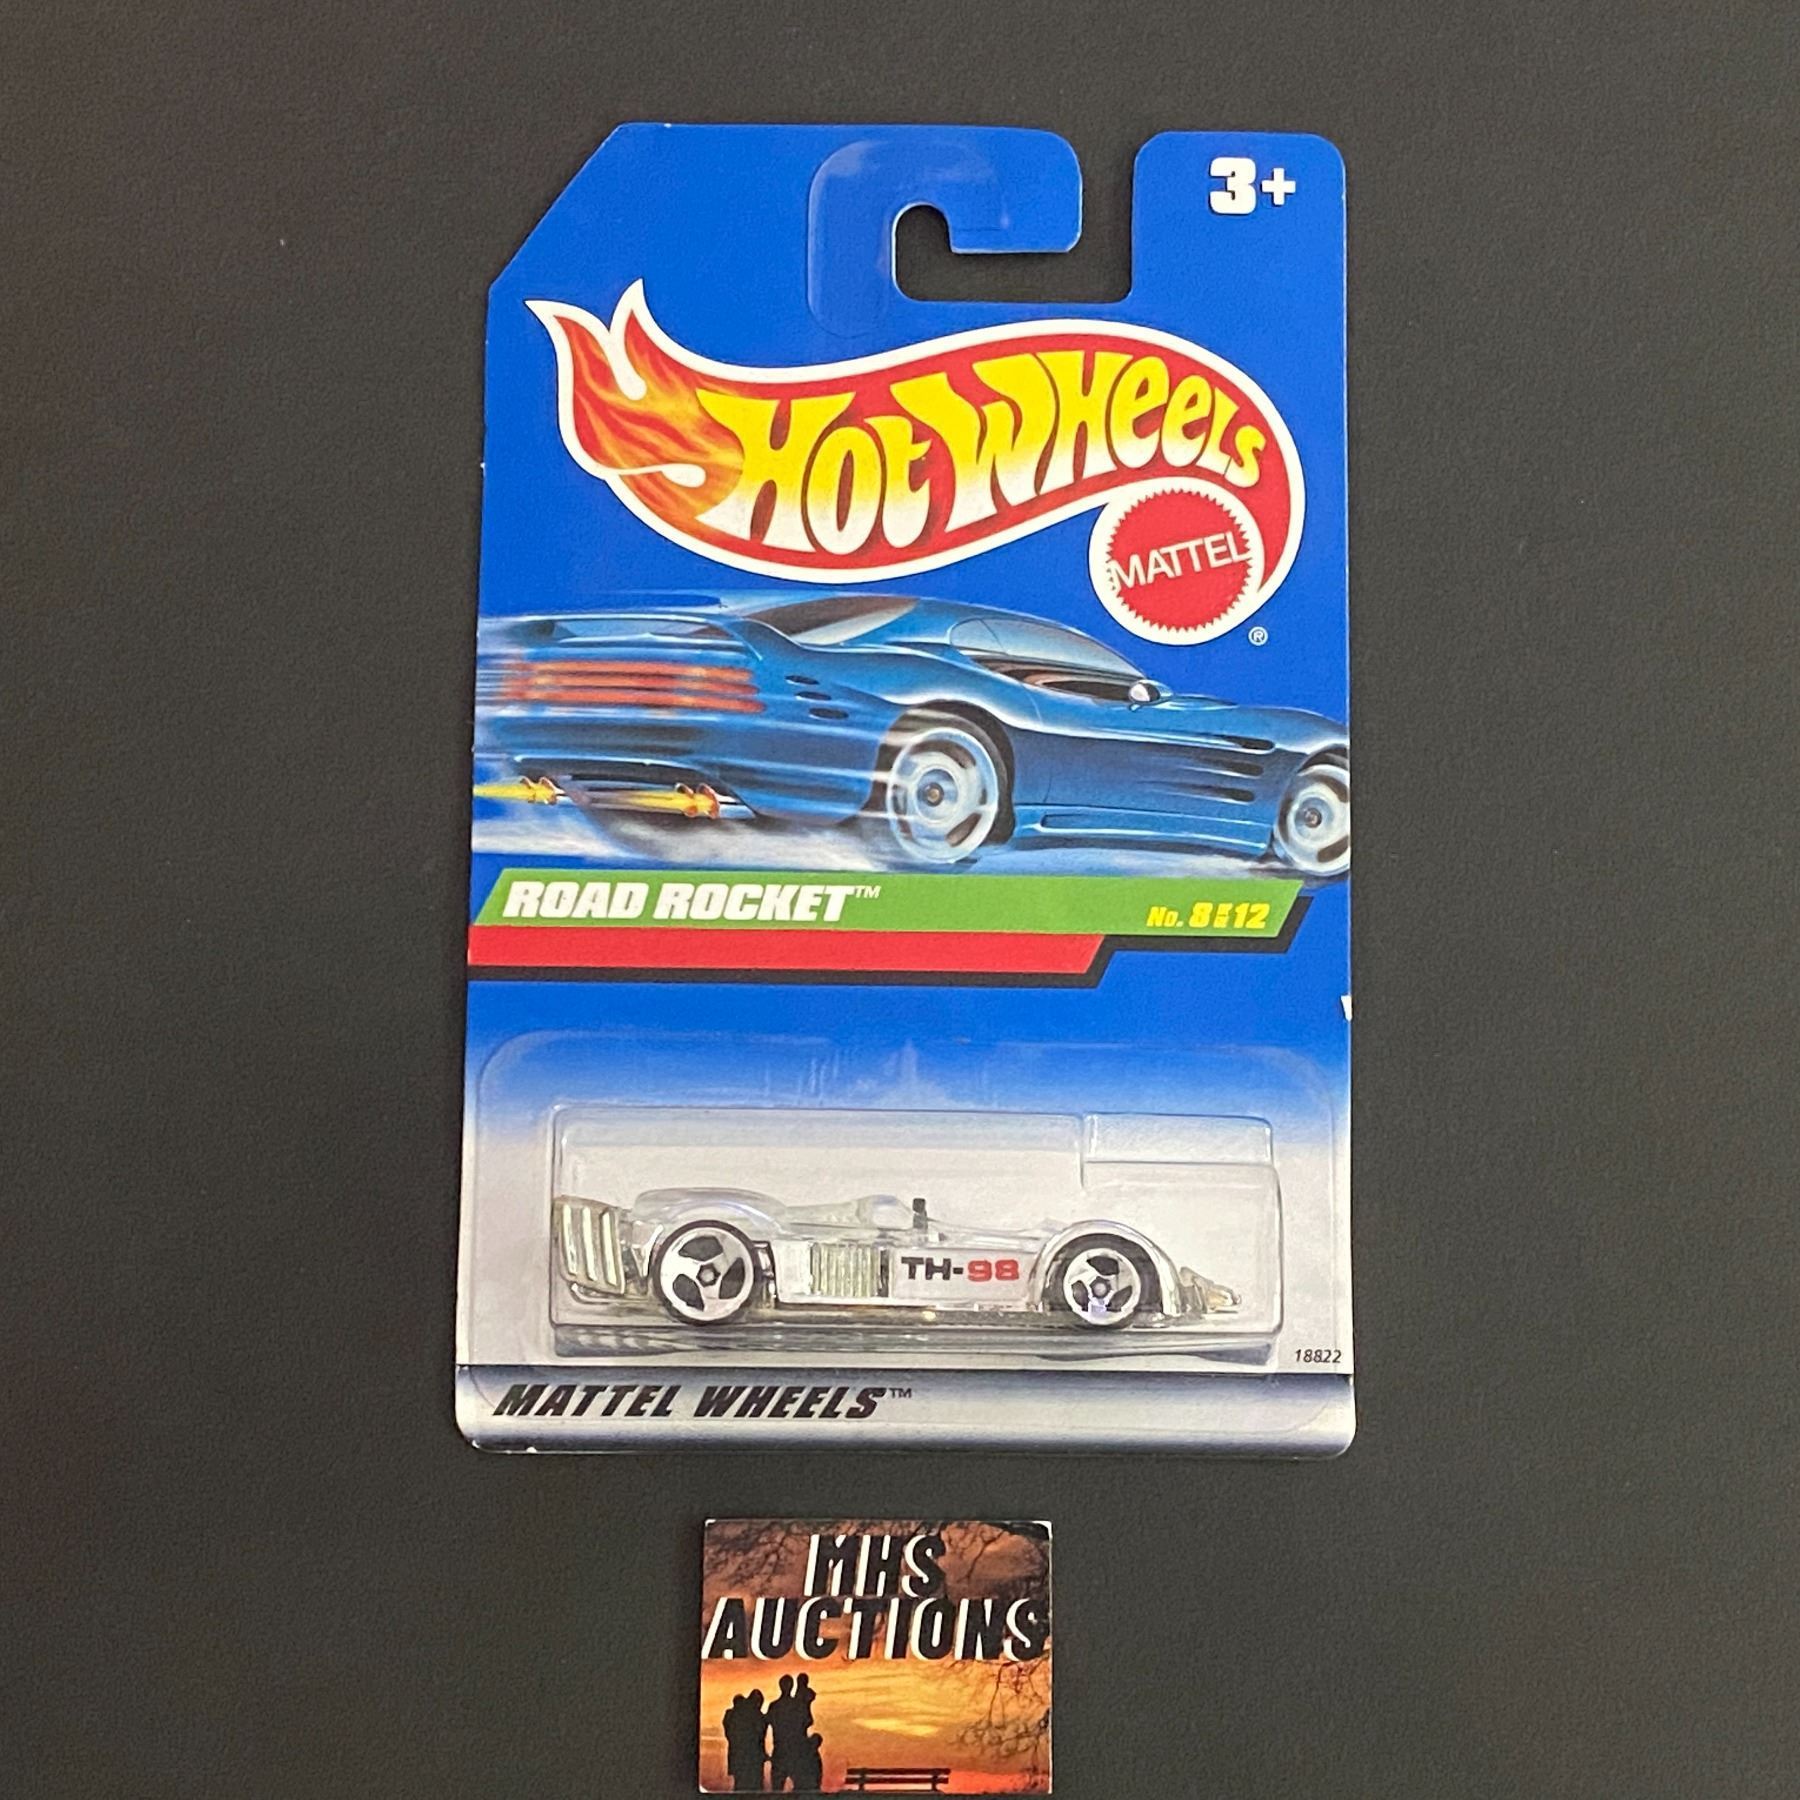 3+
HOT WHEELS
MATTEL
®
ROAD ROCKET™
No. 8 OF 12
TH-98
18822
MATTEL WHEELS™
MHS
AUCTIONS